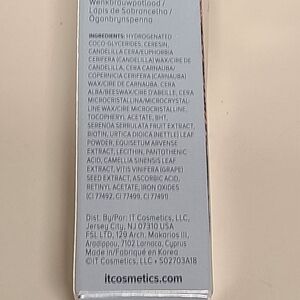 Wenkbrauwpotlood /
Lápis de Sobrancelha /
Ögonbrynspenna
INGREDIENTS: HYDROGENATED
COCO-GLYCERIDES, CERESIN,
CANDELILLA CERA/EUPHORBIA
CERIFERA (CANDELILLA) WAX/CIRE DE
CANDELILLA, CERA CARNAUBA/
COPERNICIA CERIFERA (CARNAUBA)
WAX/CIRE DE CARNAUBA, CERA
ALBA/BEESWAX/CIRE D'ABEILLE, CERA
MICROCRISTALLINA/MICROCRYSTAL-
LINE WAX/CIRE MICROCRISTALLINE,
TOCOPHERYL ACETATE, BHT,
SERENOA SERRULATA FRUIT EXTRACT,
BIOTIN, URTICA DIOICA (NETTLE) LEAF
POWDER, EQUISETUM ARVENSE
EXTRACT, LECITHIN, PANTOTHENIC
ACID, CAMELLIA SINENSIS LEAF
EXTRACT, VITIS VINIFERA (GRAPE)
SEED EXTRACT, ASCORBIC ACID,
RETINYL ACETATE; IRON OXIDES
(CI 77492, CI 77499, CI 77491)
Dist. By/Par: IT Cosmetics, LLC,
Jersey City, NJ 07310 USA
FSL LTD, 129 Arch. Makarios III,
Aradippou, 7102 Larnaca, Cyprus
Made in/Fabriqué en Korea
©IT Cosmetics, LLC • 502703A18
itcosmetics.com